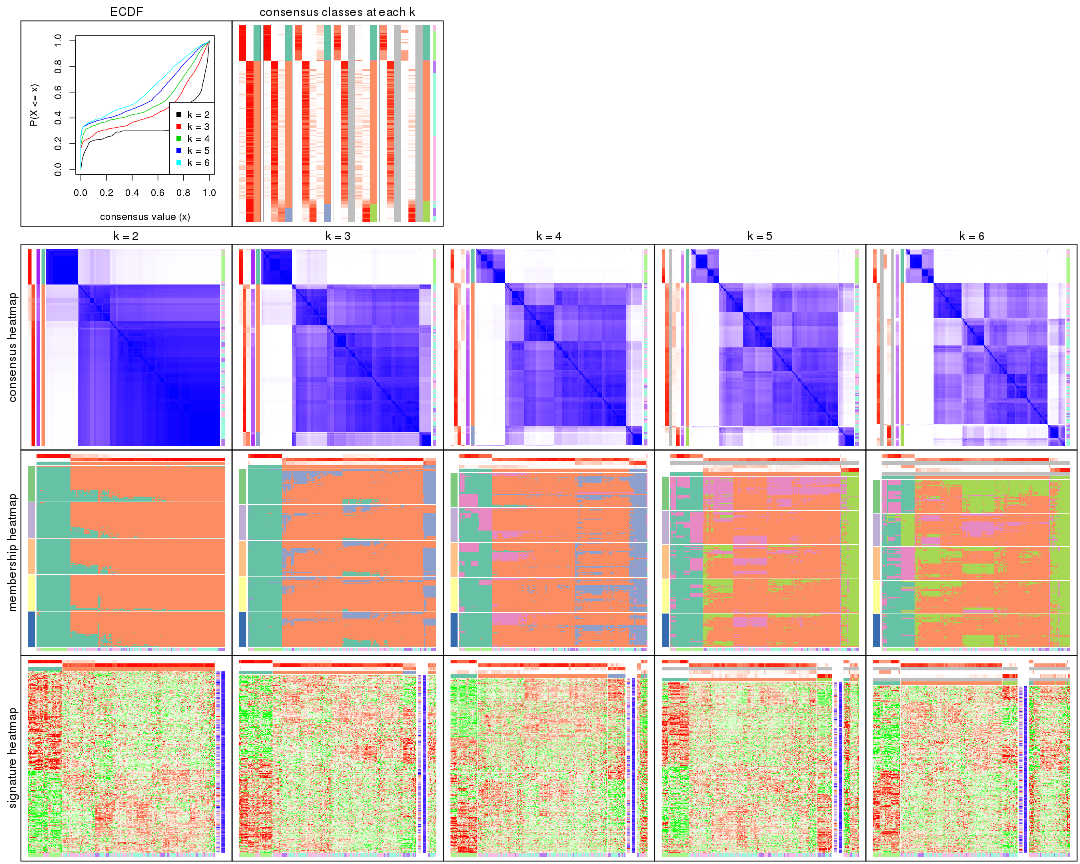 ECDF
consensus classes at each k
P(X <= x)
1.0
0.8
0.6
0.4
0.2
0.0
k = 2
k = 3
k = 4
k = 5
k = 6
0.0 0.2 0.4 0.6 0.8 1.0
consensus value (x)
k = 2
k = 3
k = 4
k = 5
k = 6
consensus heatmap
membership heatmap
signature heatmap